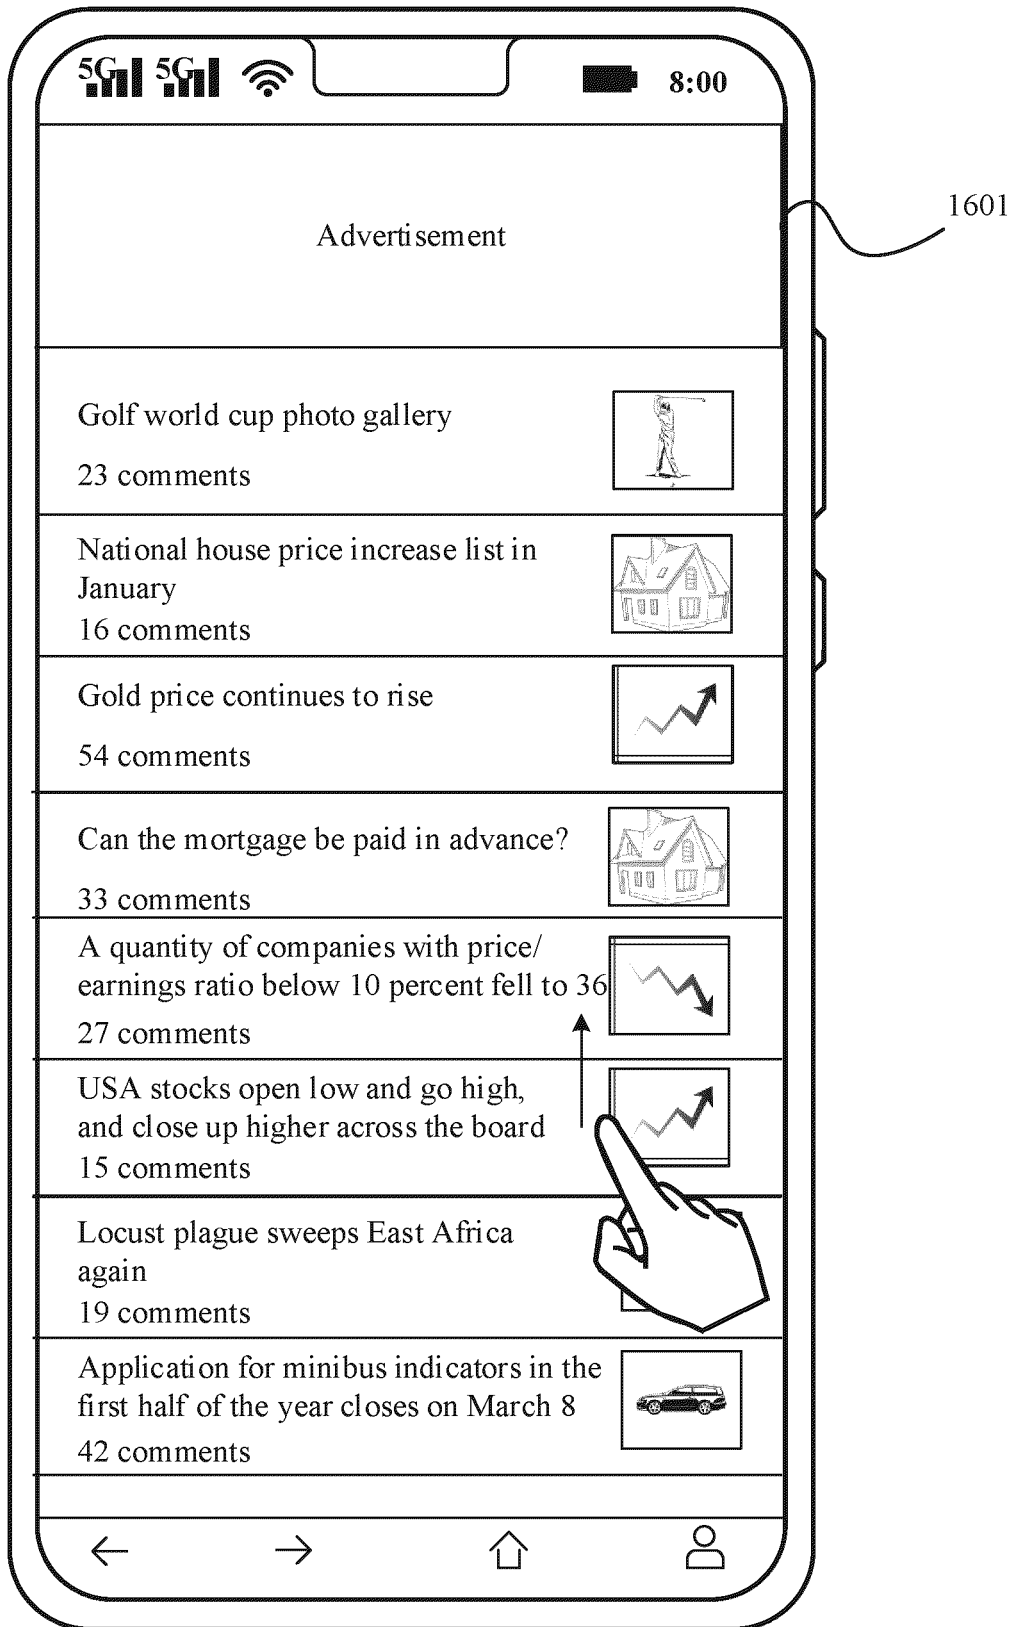 5G 5G 8:00
1601
Advertisement
Golf world cup photo gallery
23 comments
National house price increase list in
January
16 comments
Gold price continues to rise
54 comments
Can the mortgage be paid in advance?
33 comments
A quantity of companies with price/
earnings ratio below 10 percent fell to 36
27 comments
USA stocks open low and go high,
and close up higher across the board
15 comments
Locust plague sweeps East Africa
again
19 comments
Application for minibus indicators in the
first half of the year closes on March 8
42 comments